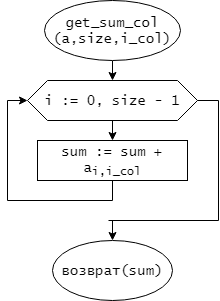 get_sum_col
(a,size,i_col)
i := 0, size - 1
sum := sum +
ai,i_col
возврат(sum)